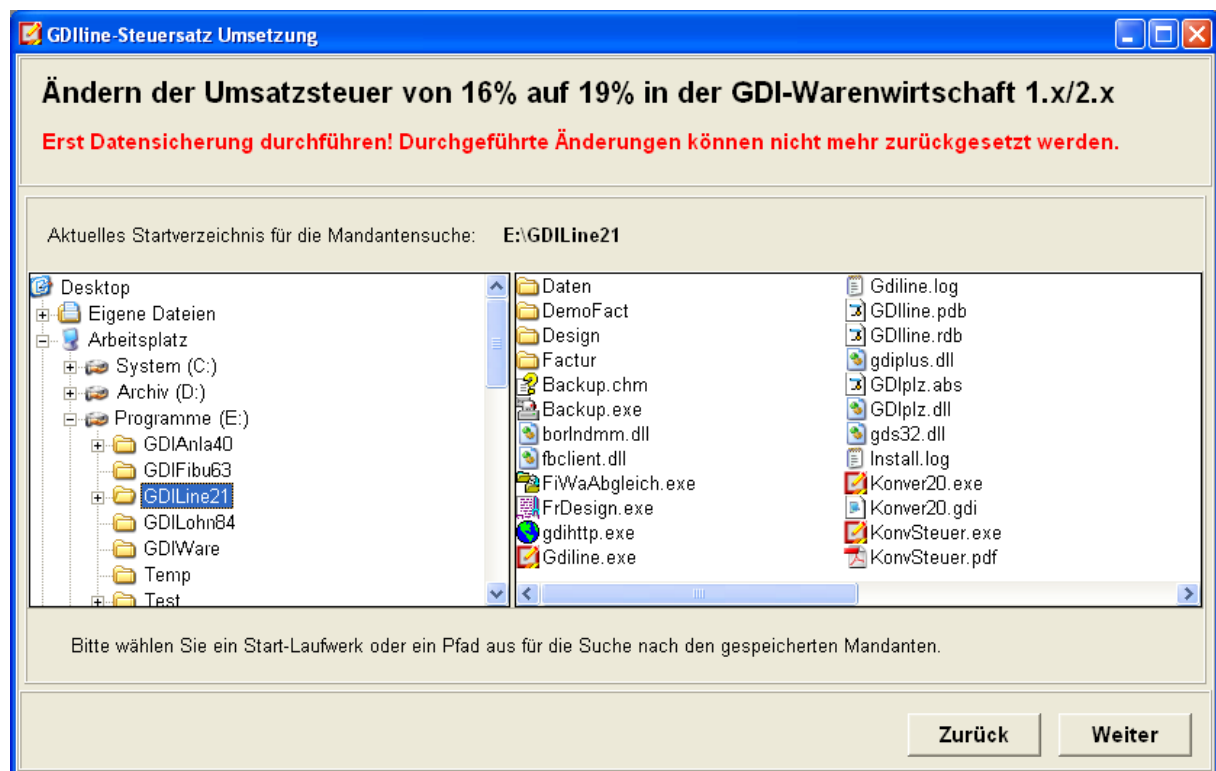 GDIline-Steuersatz Umsetzung
Ändern der Umsatzsteuer von 16% auf 19% in der GDI-Warenwirtschaft 1.x/2.x
Erst Datensicherung durchführen! Durchgeführte Änderungen können nicht mehr zurückgesetzt werden.
Aktuelles Startverzeichnis für die Mandantensuche: E:\GDILine21
Desktop
Eigene Dateien
Arbeitsplatz
System (C:)
Archiv (D:)
Programme (E:)
GDIAnla40
GDIFibu63
GDILine21
GDILohn84
GDIWare
Temp
Test
Daten
DemoFact
Design
Factur
Backup.chm
Backup.exe
borlndmm.dll
fbclient.dll
FiWaAbgleich.exe
FrDesign.exe
gdihttp.exe
Gdiline.exe
Gdiline.log
GDIline.pdb
GDIline.rdb
gdiplus.dll
GDIplz.abs
GDIplz.dll
gds32.dll
Install.log
Konver20.exe
Konver20.gdi
KonvSteuer.exe
KonvSteuer.pdf
Bitte wählen Sie ein Start-Laufwerk oder ein Pfad aus für die Suche nach den gespeicherten Mandanten.
Zurück
Weiter